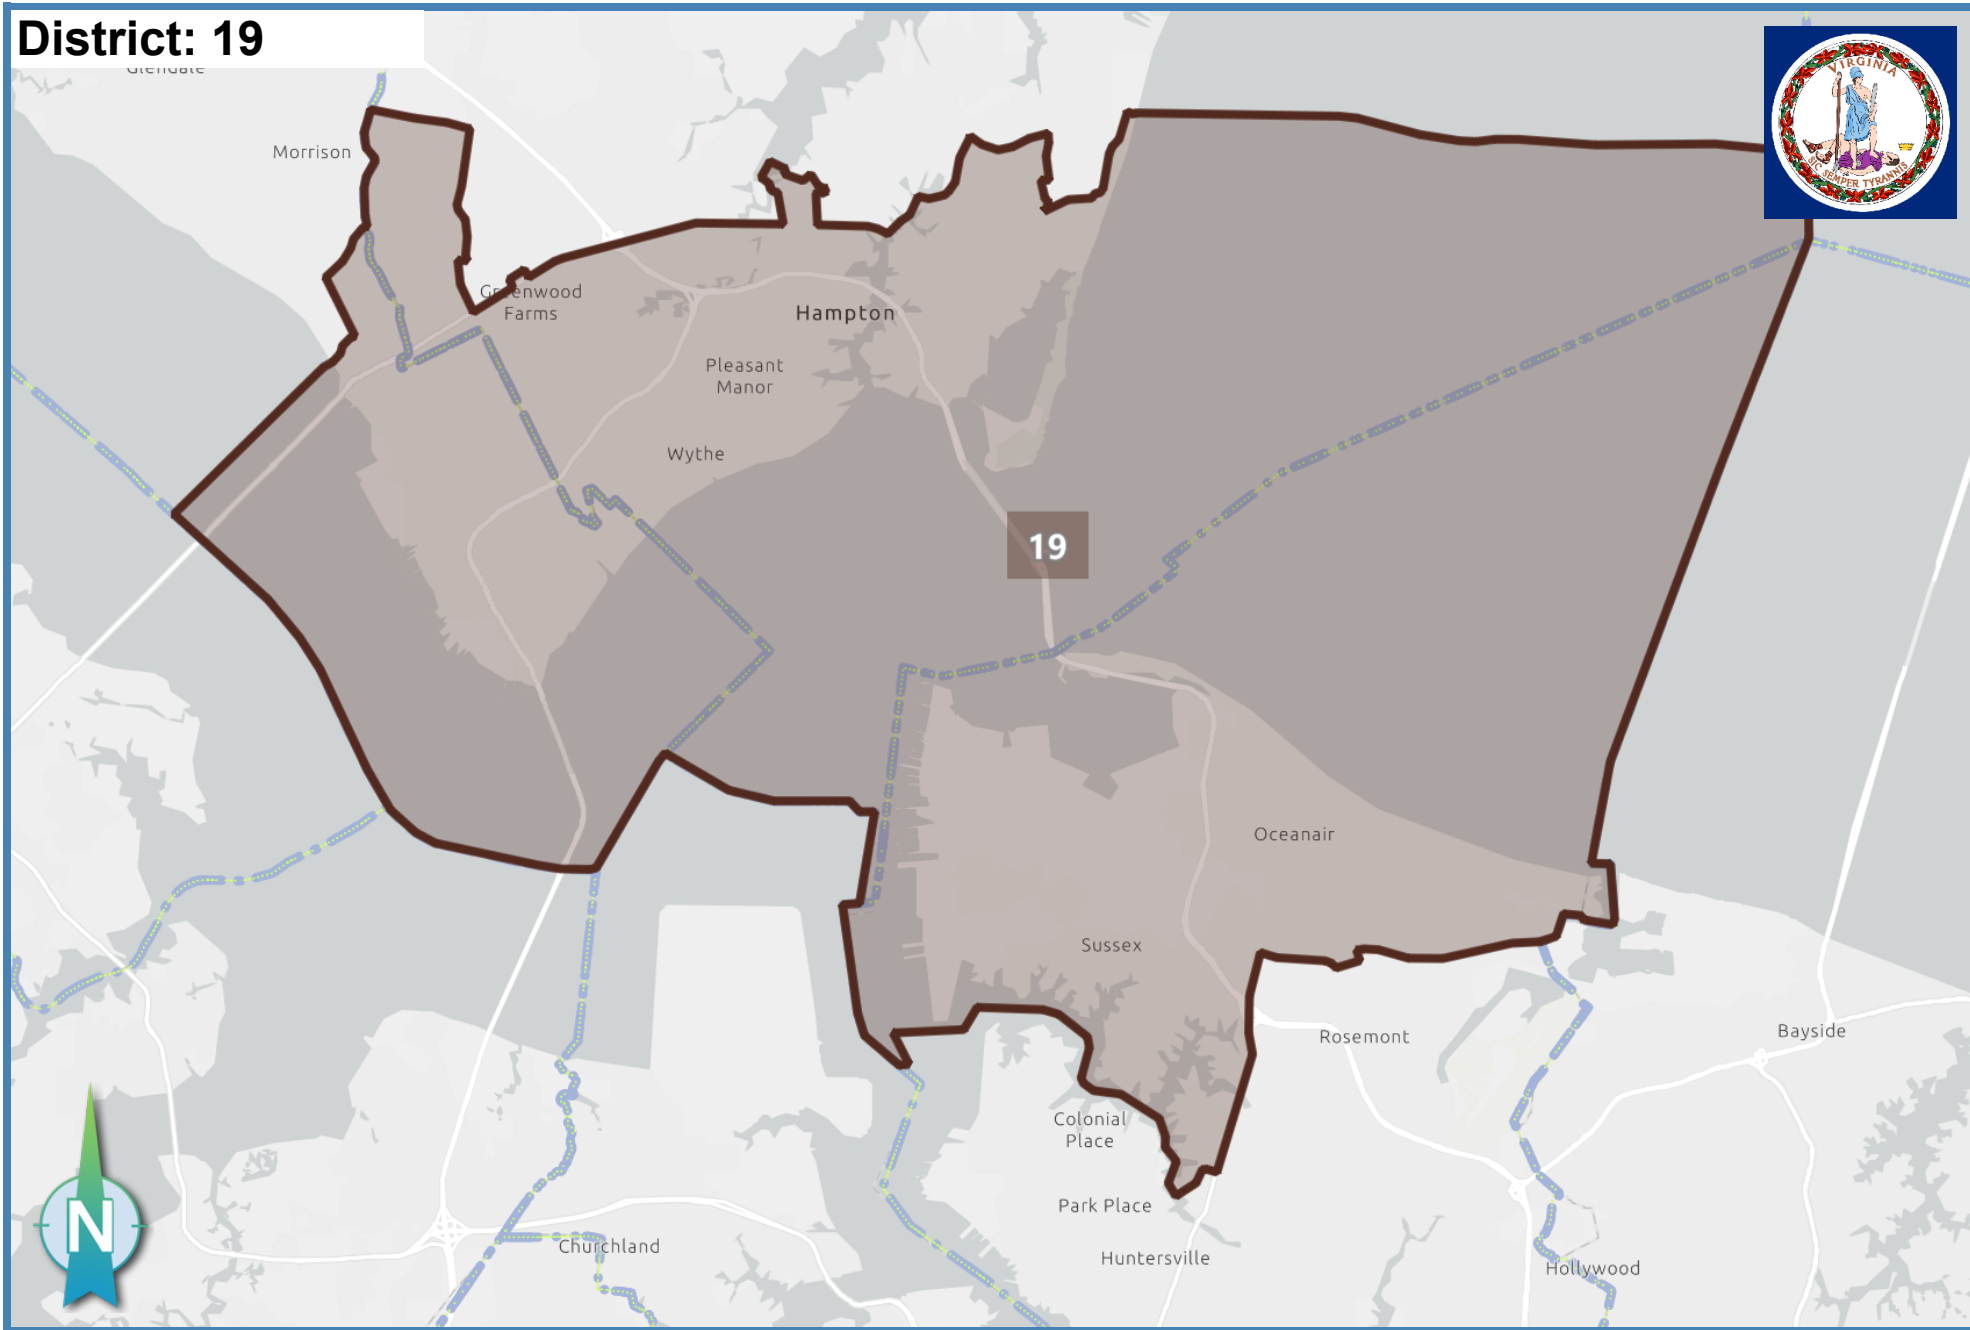 District: 19
Glendale
VIRGINIA
SIC SEMPER TYRANNIS
Morrison
Greenwood
Farms
Hampton
Pleasant
Manor
Wythe
19
Oceanair
Sussex
Rosemont
Bayside
Colonial
Place
Park Place
Huntersville
Churchland
Hollywood
N